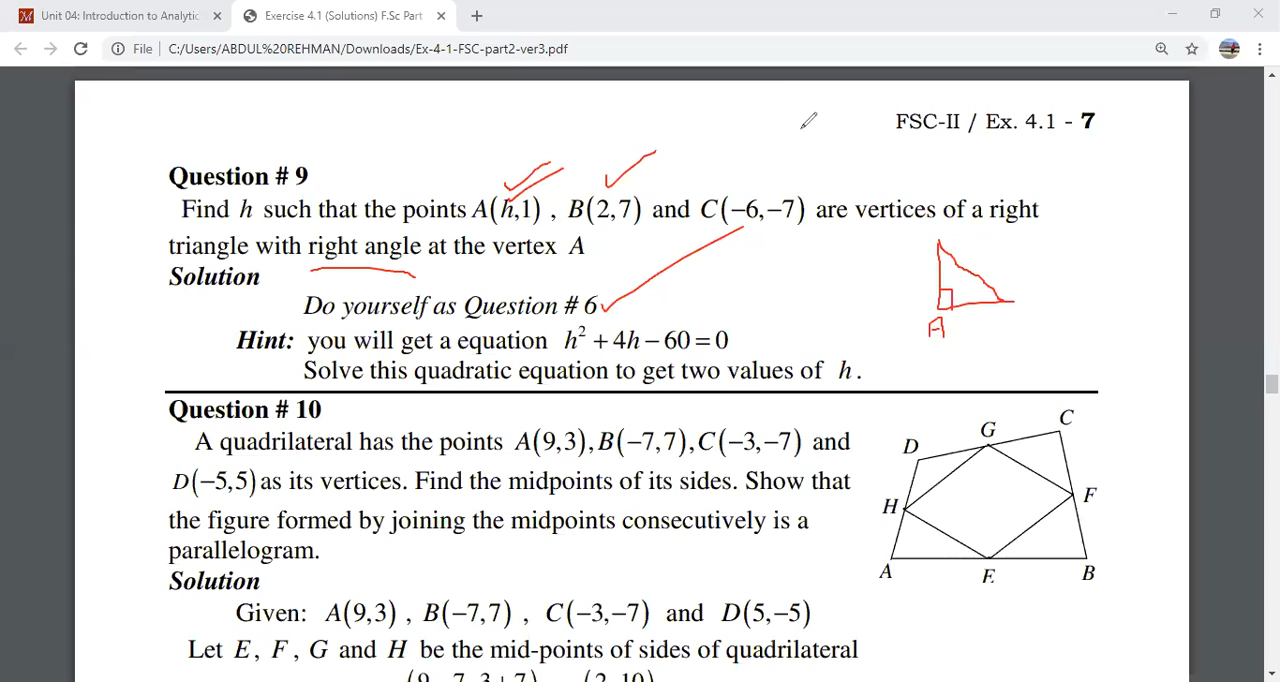 Unit 04: Introduction to Analytic
Exercise 4.1 (Solutions) F.Sc Part
File
C:/Users/ABDUL%20REHMAN/Downloads/Ex-4-1-FSC-part2-ver3.pdf
FSC-II / Ex. 4.1 - 7
Question # 9
Find h such that the points A(h,1) , B(2,7) and C(−6,−7) are vertices of a right
triangle with right angle at the vertex A
Solution
Do yourself as Question # 6
Hint: you will get a equation h² + 4h − 60 = 0
Solve this quadratic equation to get two values of h.
A
Question # 10
A quadrilateral has the points A(9,3), B(−7,7), C(−3,−7) and
D(−5,5) as its vertices. Find the midpoints of its sides. Show that
the figure formed by joining the midpoints consecutively is a
parallelogram.
D G C
H F
A E B
Solution
Given: A(9,3) , B(−7,7) , C(−3,−7) and D(5,−5)
Let E, F, G and H be the mid-points of sides of quadrilateral